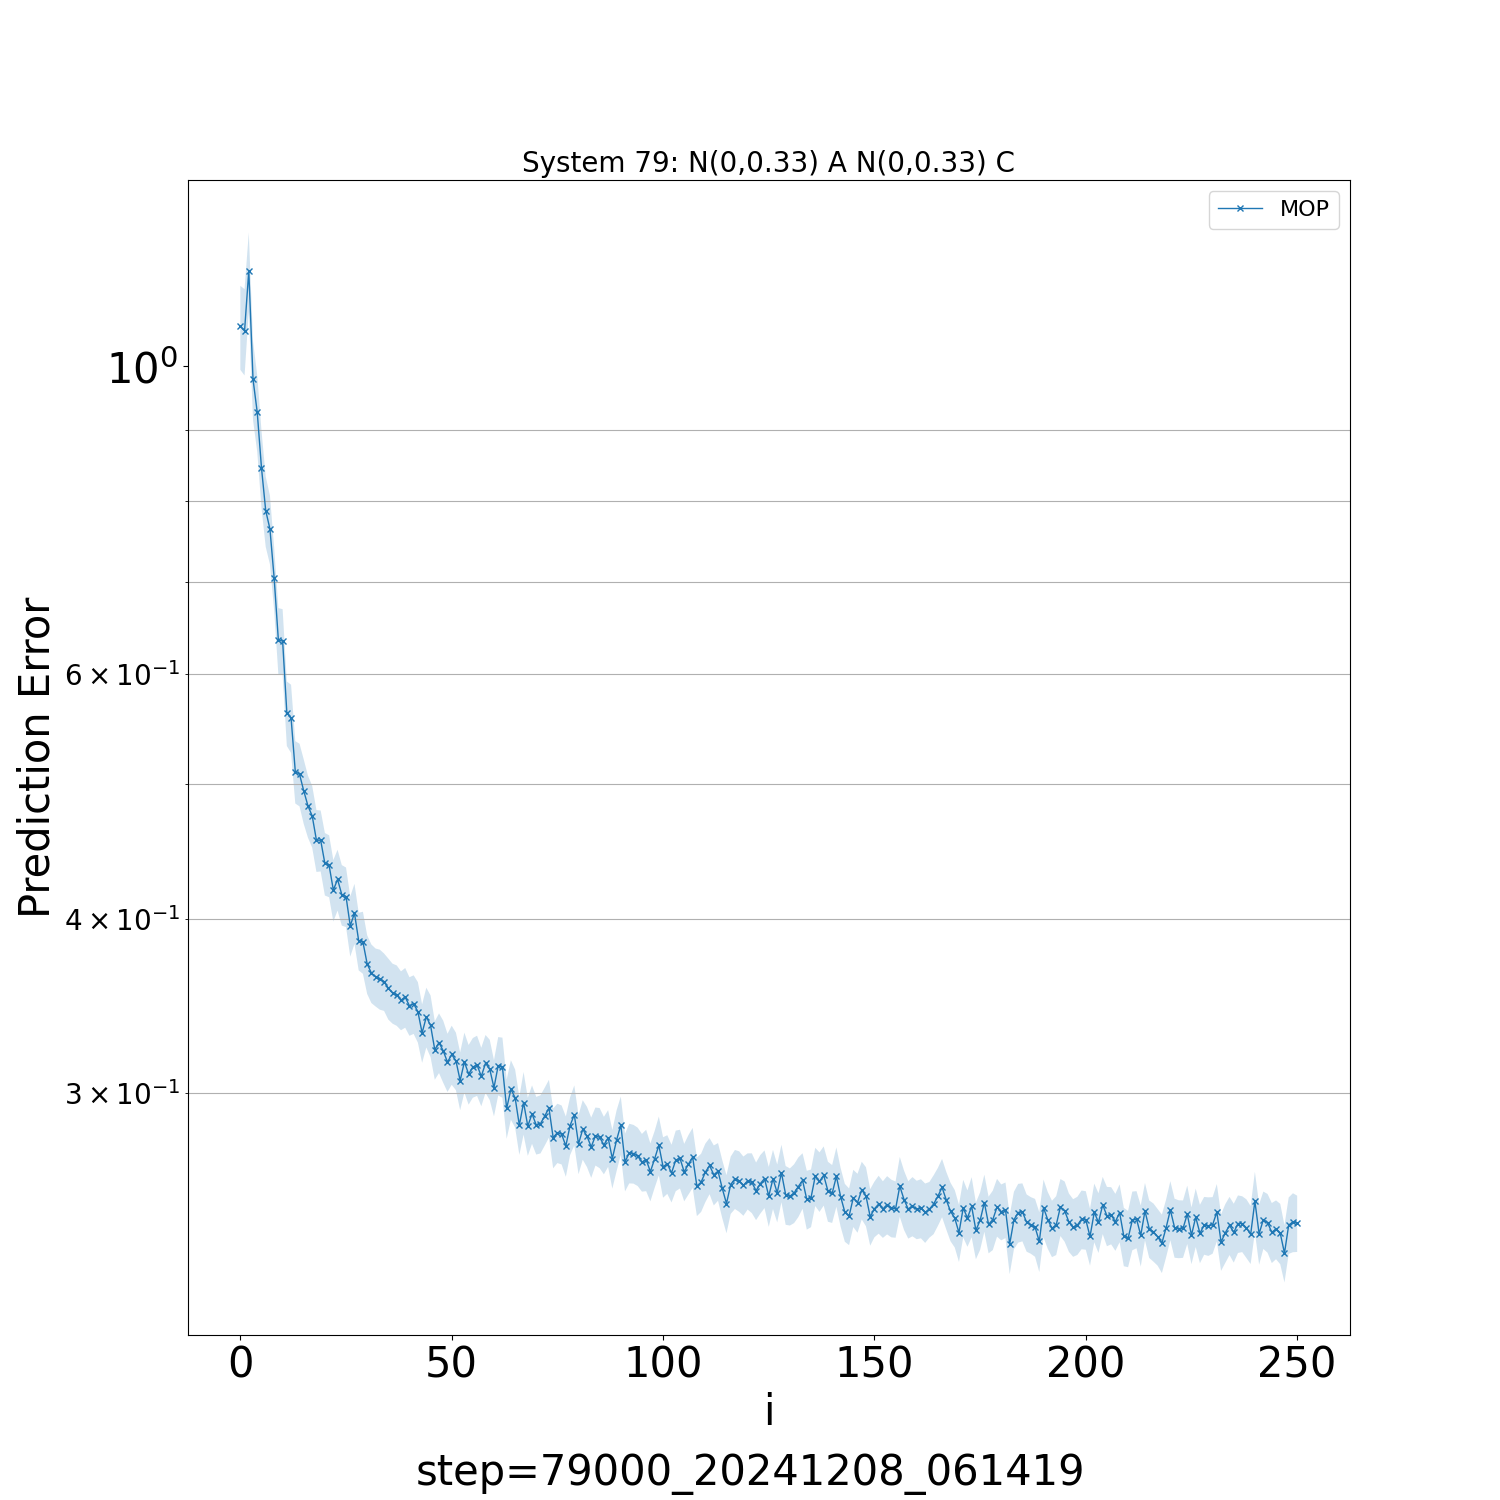 System 79: N(0,0.33) A N(0,0.33) C
MOP
10⁰
6 × 10⁻¹
4 × 10⁻¹
3 × 10⁻¹
Prediction Error
0 50 100 150 200 250
i
step=79000_20241208_061419